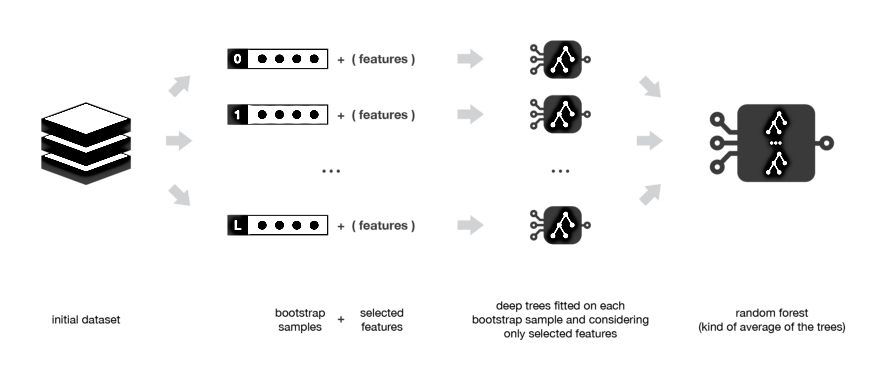 0 + ( features )
1 + ( features )
...
...
L + ( features )
initial dataset
bootstrap
samples
+
selected
features
deep trees fitted on each
bootstrap sample and considering
only selected features
random forest
(kind of average of the trees)